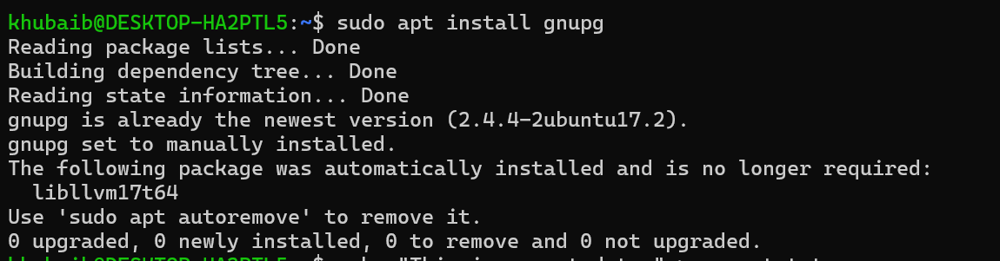 khubaib@DESKTOP-HA2PTL5:~$ sudo apt install gnupg
Reading package lists... Done
Building dependency tree... Done
Reading state information... Done
gnupg is already the newest version (2.4.4-2ubuntu17.2).
gnupg set to manually installed.
The following package was automatically installed and is no longer required:
  libllvm17t64
Use 'sudo apt autoremove' to remove it.
0 upgraded, 0 newly installed, 0 to remove and 0 not upgraded.
khubaib@DESKTOP-HA2PTL5:~$